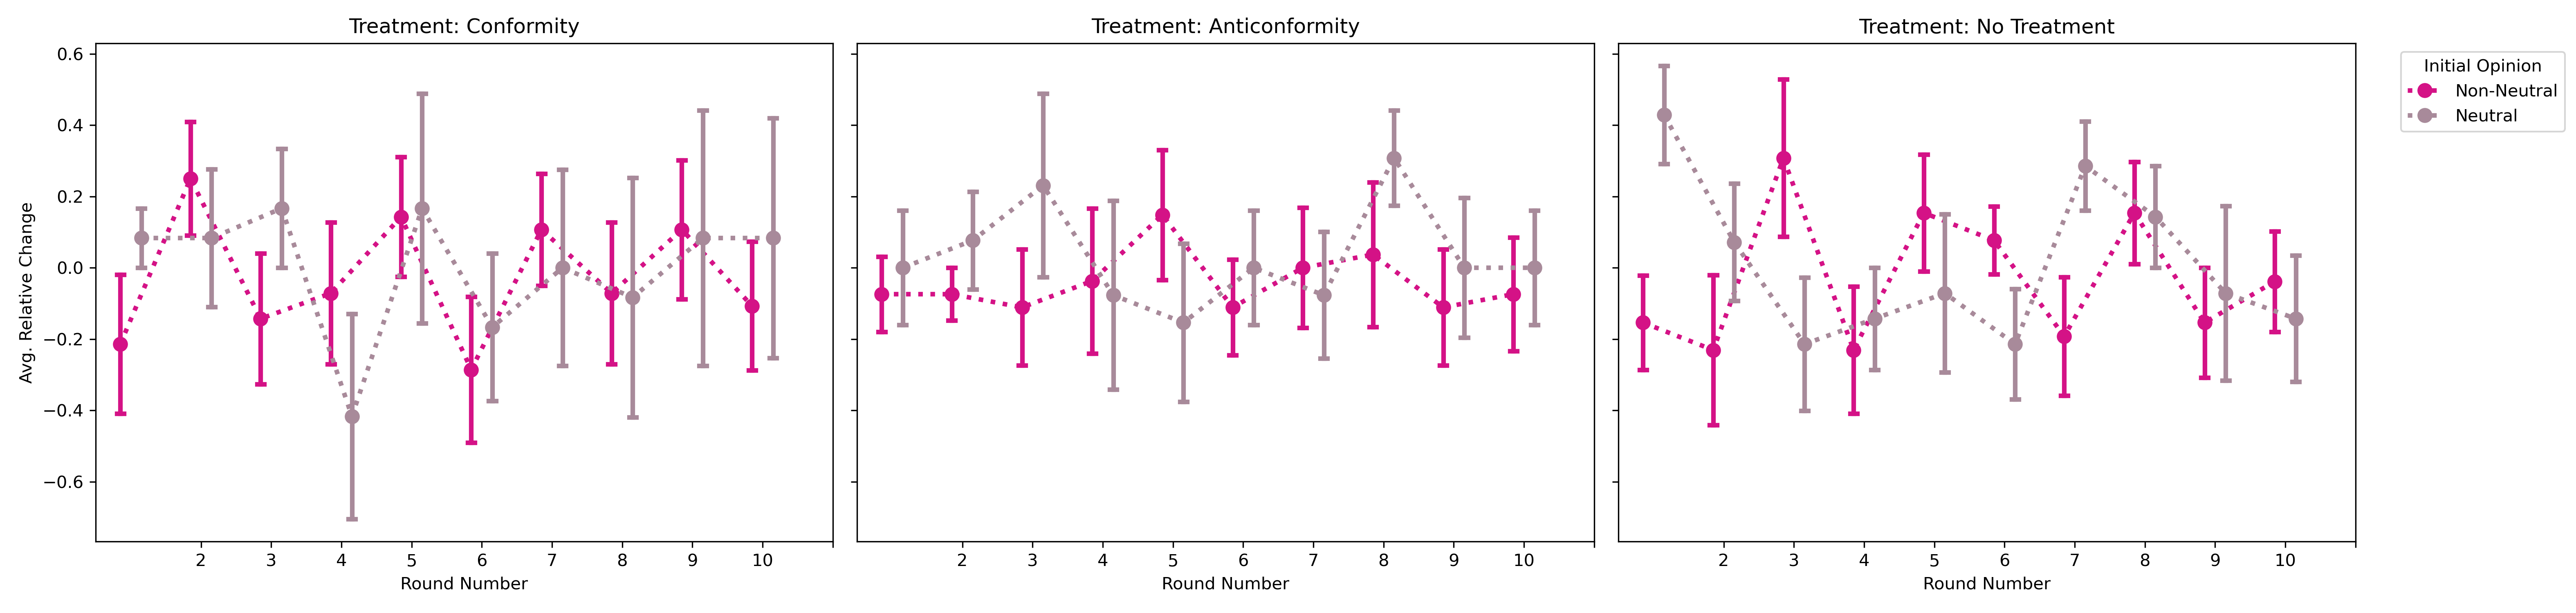 Treatment: Conformity
Treatment: Anticonformity
Treatment: No Treatment
Avg. Relative Change
0.6
0.4
0.2
0.0
−0.2
−0.4
−0.6
2 3 4 5 6 7 8 9 10
Round Number
2 3 4 5 6 7 8 9 10
Round Number
2 3 4 5 6 7 8 9 10
Round Number
Initial Opinion
Non-Neutral
Neutral